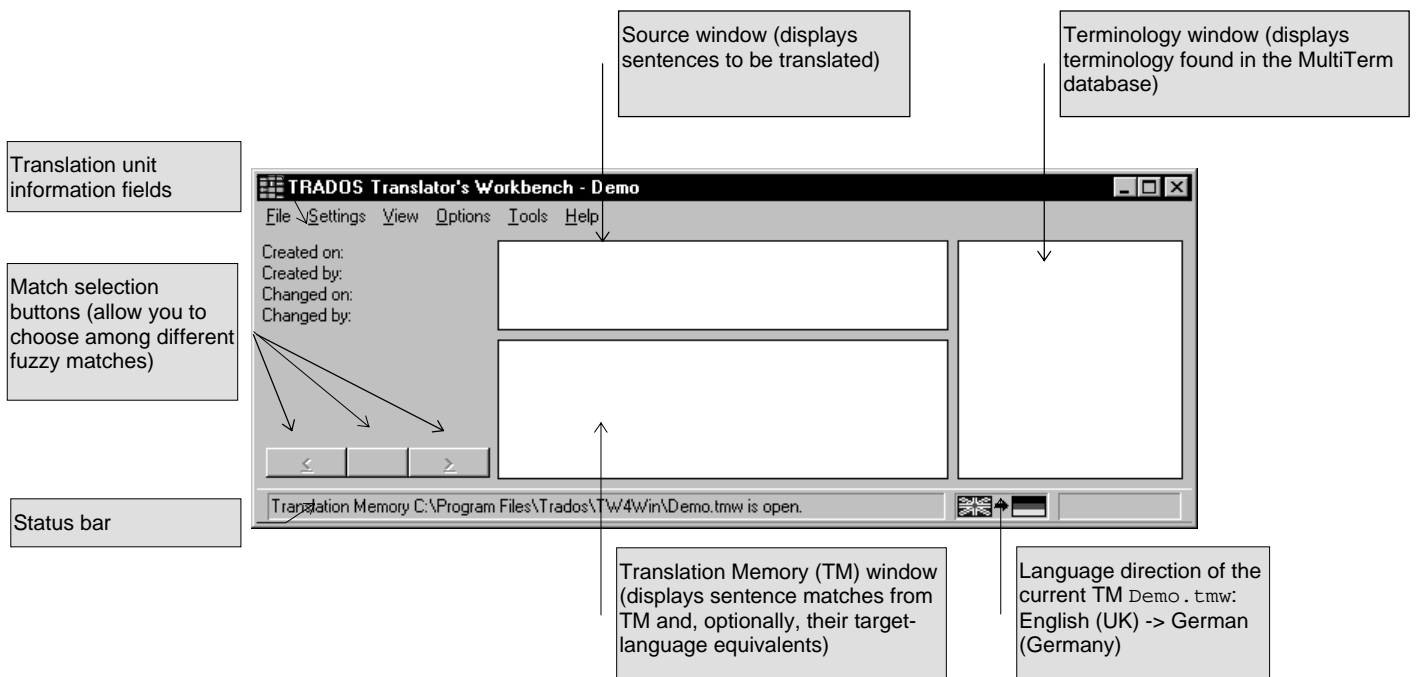 Source window (displays
sentences to be translated)
Terminology window (displays
terminology found in the MultiTerm
database)
Translation unit
information fields
TRADOS Translator's Workbench - Demo
File Settings View Options Tools Help
Created on:
Created by:
Changed on:
Changed by:
Match selection
buttons (allow you to
choose among different
fuzzy matches)
< >
Status bar
Translation Memory C:\Program Files\Trados\TW4Win\Demo.tmw is open.
Translation Memory (TM) window
(displays sentence matches from
TM and, optionally, their target-
language equivalents)
Language direction of the
current TM Demo.tmw:
English (UK) -> German
(Germany)